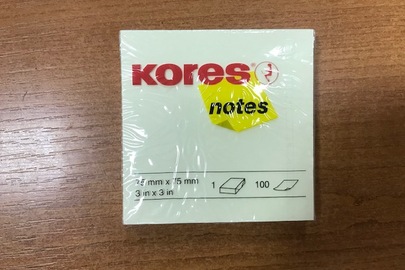 Kores
notes
75 mm x 75 mm
3 in x 3 in
1
100